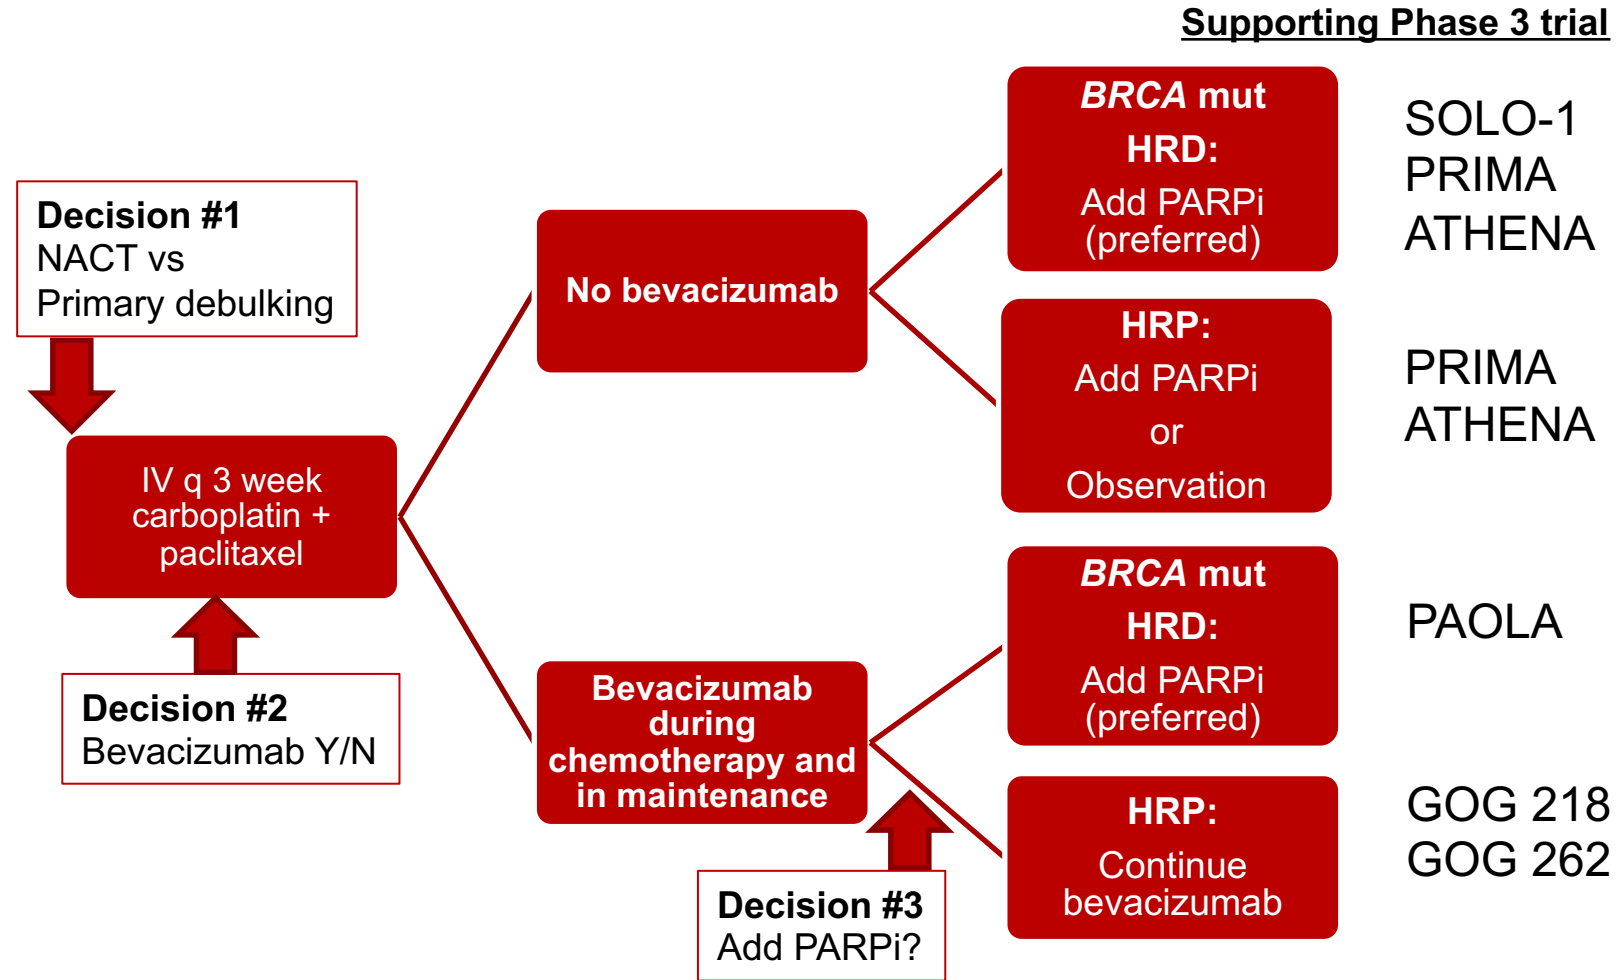 Supporting Phase 3 trial
Decision #1
NACT vs
Primary debulking
IV q 3 week
carboplatin +
paclitaxel
Decision #2
Bevacizumab Y/N
No bevacizumab
BRCA mut
HRD:
Add PARPi
(preferred)
SOLO-1
PRIMA
ATHENA
HRP:
Add PARPi
or
Observation
PRIMA
ATHENA
Bevacizumab
during
chemotherapy and
in maintenance
Decision #3
Add PARPi?
BRCA mut
HRD:
Add PARPi
(preferred)
PAOLA
HRP:
Continue
bevacizumab
GOG 218
GOG 262